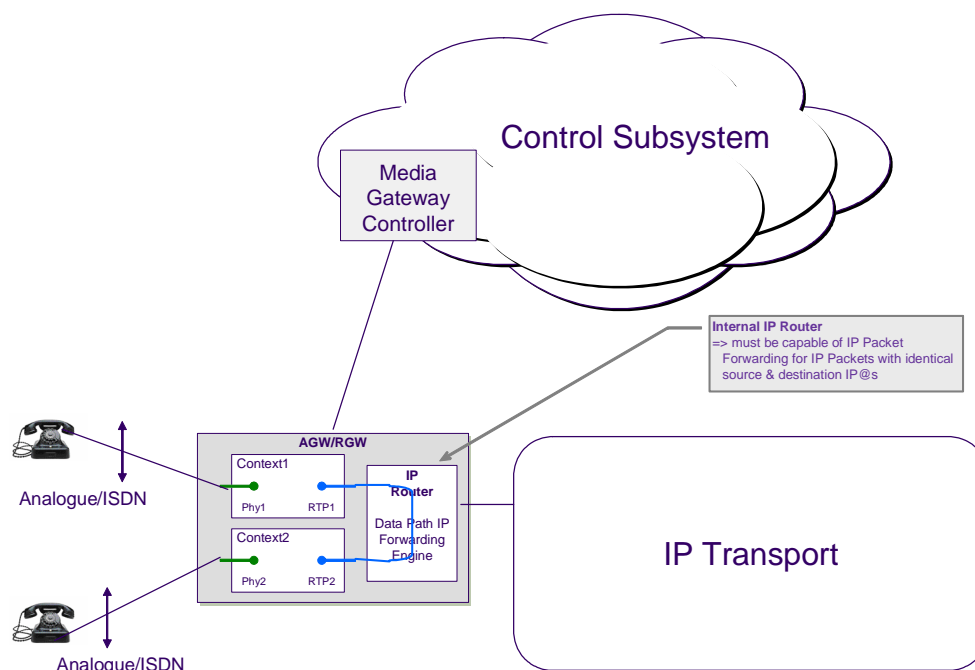 Control Subsystem
Media
Gateway
Controller
Internal IP Router
=> must be capable of IP Packet
Forwarding for IP Packets with identical
source & destination IP@s
AGW/RGW
Context1
Phy1
RTP1
IP
Router
Data Path IP
Forwarding
Engine
Context2
Phy2
RTP2
Analogue/ISDN
IP Transport
Analogue/ISDN